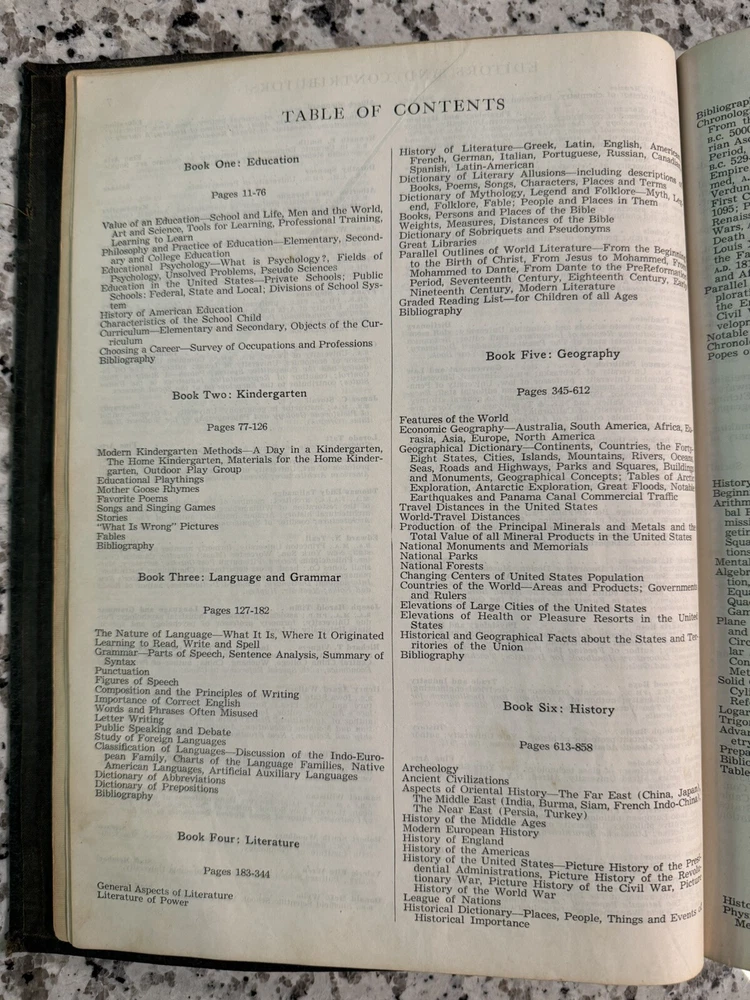 TABLE OF CONTENTS
Book One: Education
Pages 11-76
Value of an Education—School and Life, Men and the World,
Art and Science, Tools for Learning, Professional Training,
Learning to Learn
Philosophy and Practice of Education—Elementary, Second-
ary and College Education
Educational Psychology—What is Psychology?, Fields of
Psychology, Unsolved Problems, Pseudo Sciences
Education in the United States—Private Schools; Public
Schools: Federal, State and Local; Divisions of School Sys-
tem
History of American Education
Characteristics of the School Child
Curriculum—Elementary and Secondary, Objects of the Cur-
riculum
Choosing a Career—Survey of Occupations and Professions
Bibliography
Book Two: Kindergarten
Pages 77-126
Modern Kindergarten Methods—A Day in a Kindergarten,
The Home Kindergarten, Materials for the Home Kinder-
garten, Outdoor Play Group
Educational Playthings
Mother Goose Rhymes
Favorite Poems
Songs and Singing Games
Stories
"What Is Wrong" Pictures
Fables
Bibliography
Book Three: Language and Grammar
Pages 127-182
The Nature of Language—What It Is, Where It Originated
Learning to Read, Write and Spell
Grammar—Parts of Speech, Sentence Analysis, Summary of
Syntax
Punctuation
Figures of Speech
Composition and the Principles of Writing
Importance of Correct English
Words and Phrases Often Misused
Letter Writing
Public Speaking and Debate
Study of Foreign Languages
Classification of Languages—Discussion of the Indo-Euro-
pean Family, Charts of the Language Families, Native
American Languages, Artificial Auxiliary Languages
Dictionary of Abbreviations
Dictionary of Prepositions
Bibliography
Book Four: Literature
Pages 183-344
General Aspects of Literature
Literature of Power
History of Literature—Greek, Latin, English,
French, German, Italian, Portuguese, Russian,
Spanish, Latin-American
Dictionary of Literary Allusions—including descriptions
Books, Poems, Songs, Characters, Places and Terms
Dictionary of Mythology, Legend and Folklore—Myth,
end, Folklore, Fable; People and Places in Them
Books, Persons and Places of the Bible
Weights, Measures, Distances of the Bible
Dictionary of Sobriquets and Pseudonyms
Great Libraries
Parallel Outlines of World Literature—From the Beginning
to the Birth of Christ, From Jesus to Mohammed, From
Mohammed to Dante, From Dante to the PreReformation
Period, Seventeenth Century, Eighteenth Century, Early
Nineteenth Century, Modern Literature
Graded Reading List—for Children of all Ages
Bibliography
Book Five: Geography
Pages 345-612
Features of the World
Economic Geography—Australia, South America, Africa, Eu-
rasia, Asia, Europe, North America
Geographical Dictionary—Continents, Countries, the Forty-
Eight States, Cities, Islands, Mountains, Rivers, Oceans,
Seas, Roads and Highways, Parks and Squares, Buildings
and Monuments, Geographical Concepts; Tables of Arctic
Exploration, Antarctic Exploration, Great Floods, Notable
Earthquakes and Panama Canal Commercial Traffic
Travel Distances in the United States
World-Travel Distances
Production of the Principal Minerals and Metals and the
Total Value of all Mineral Products in the United States
National Monuments and Memorials
National Parks
National Forests
Changing Centers of United States Population
Countries of the World—Areas and Products; Governments
and Rulers
Elevations of Large Cities of the United States
Elevations of Health or Pleasure Resorts in the United
States
Historical and Geographical Facts about the States and Ter-
ritories of the Union
Bibliography
Book Six: History
Pages 613-858
Archeology
Ancient Civilizations
Aspects of Oriental History—The Far East (China, Japan),
The Middle East (India, Burma, Siam, French Indo-China),
The Near East (Persia, Turkey)
History of the Middle Ages
Modern European History
History of England
History of the Americas
History of the United States—Picture History of the Presi-
dential Administrations, Picture History of the Revolu-
tionary War, Picture History of the Civil War, Picture
History of the World War
League of Nations
Historical Dictionary—Places, People, Things and Events of
Historical Importance